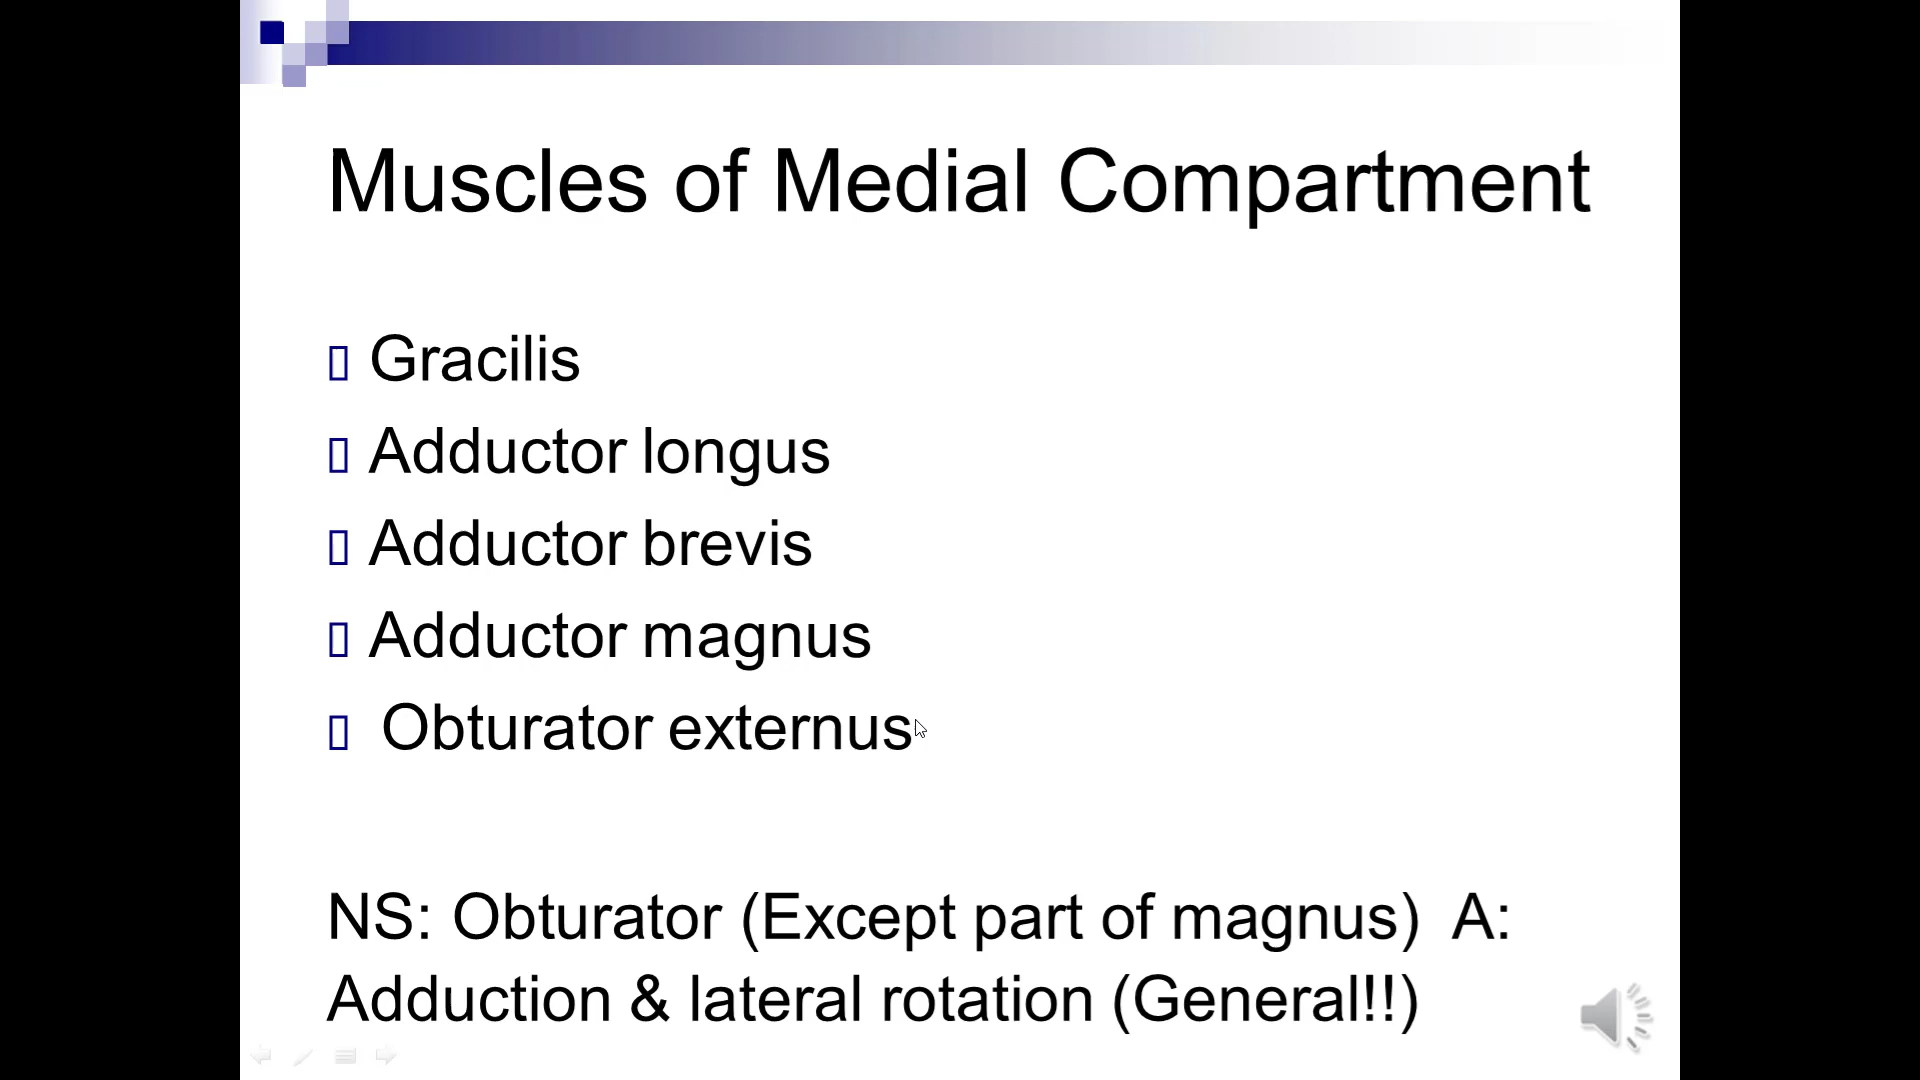 Muscles of Medial Compartment
Gracilis
Adductor longus
Adductor brevis
Adductor magnus
Obturator externus
NS: Obturator (Except part of magnus) A:
Adduction & lateral rotation (General!!)